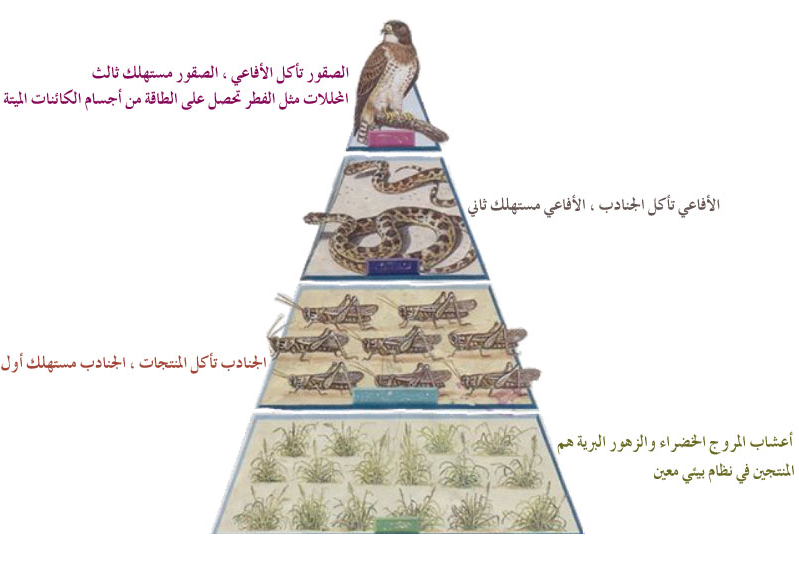 الصقور تأكل الأفاعي ، الصقور مستهلك ثالث
المحللات مثل الفطر تحصل على الطاقة من أجسام الكائنات الميتة
الأفاعي تأكل الجنادب ، الأفاعي مستهلك ثاني
الجنادب تأكل المنتجات ، الجنادب مستهلك أول
أعشاب المروج الخضراء والزهور البرية هم
المنتجين في نظام بيئي معين